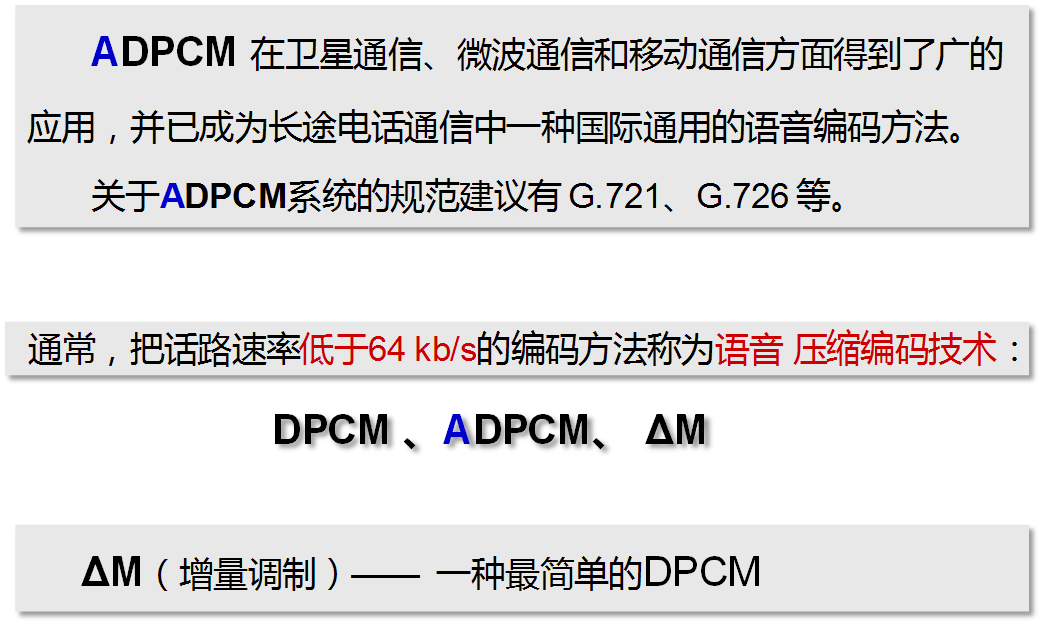 ADPCM 在卫星通信、微波通信和移动通信方面得到了广的
应用，并已成为长途电话通信中一种国际通用的语音编码方法。
关于ADPCM系统的规范建议有 G.721、G.726 等。
通常，把话路速率低于64 kb/s的编码方法称为语音 压缩编码技术：
DPCM 、ADPCM、 ΔM
ΔM（增量调制）—— 一种最简单的DPCM